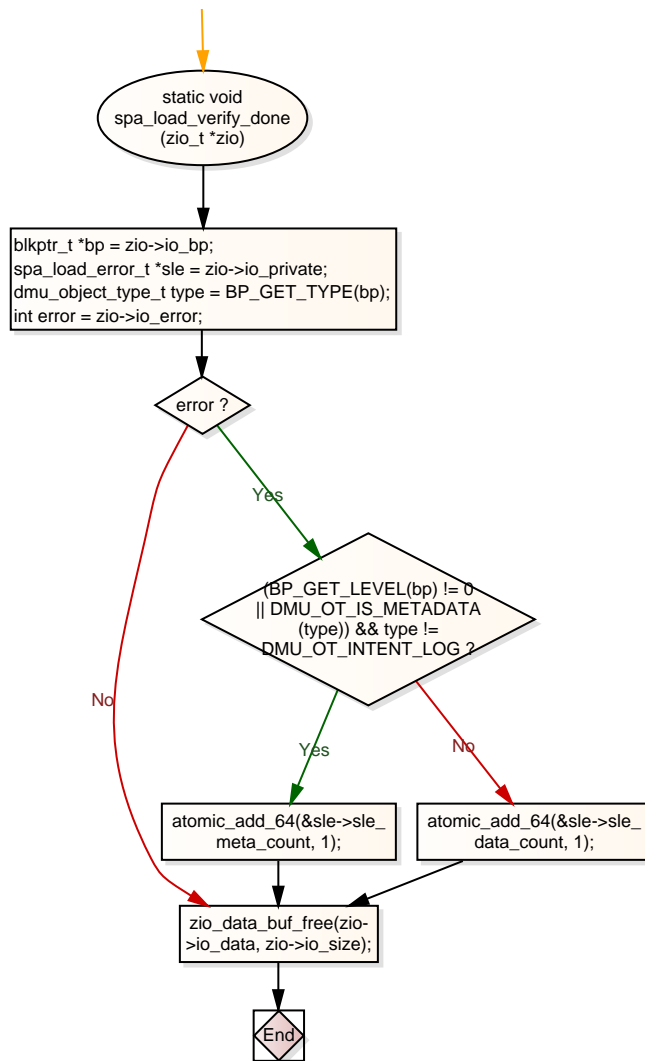 static void
spa_load_verify_done
(zio_t *zio)
blkptr_t *bp = zio->io_bp;
spa_load_error_t *sle = zio->io_private;
dmu_object_type_t type = BP_GET_TYPE(bp);
int error = zio->io_error;
error ?
Yes
(BP_GET_LEVEL(bp) != 0
|| DMU_OT_IS_METADATA
(type)) && type !=
DMU_OT_INTENT_LOG ?
No
Yes
No
atomic_add_64(&sle->sle_
meta_count, 1);
atomic_add_64(&sle->sle_
data_count, 1);
zio_data_buf_free(zio-
>io_data, zio->io_size);
End